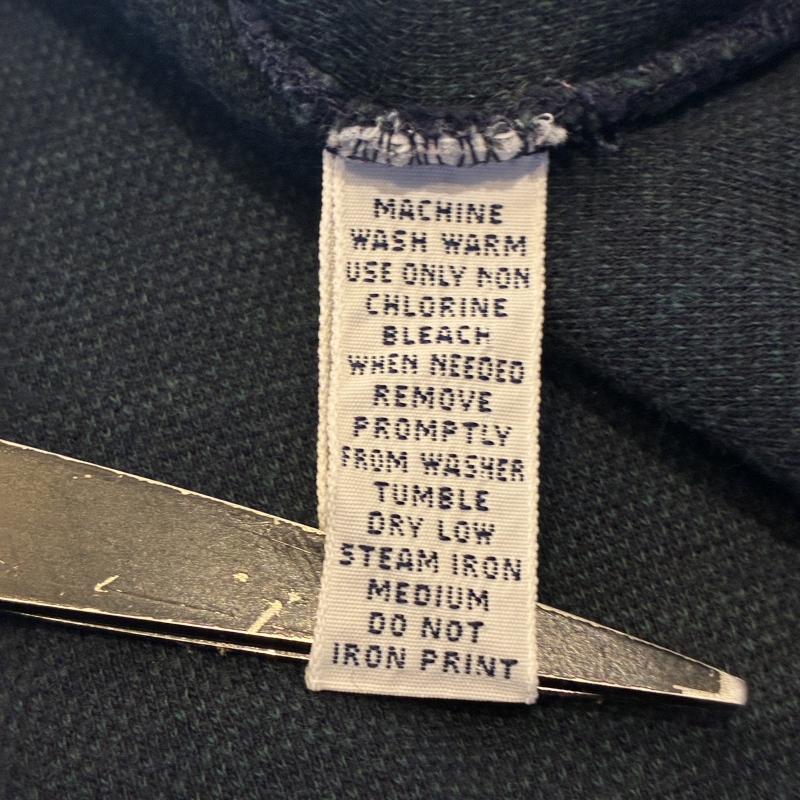 MACHINE
WASH WARM
USE ONLY NON
CHLORINE
BLEACH
WHEN NEEDED
REMOVE
PROMPTLY
FROM WASHER
TUMBLE
DRY LOW
STEAM IRON
MEDIUM
DO NOT
IRON PRINT